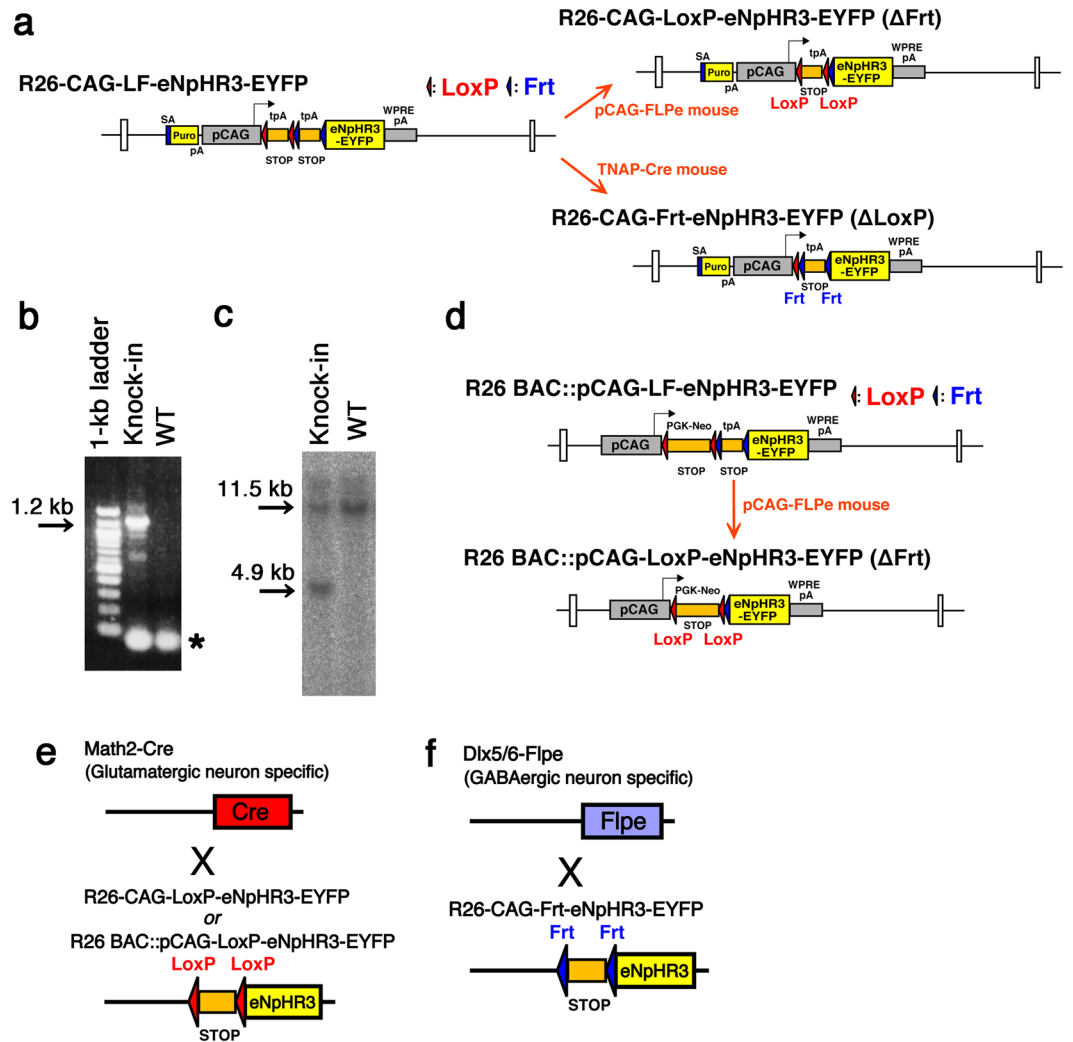 a
R26-CAG-LF-eNpHR3-EYFP
: LoxP : Frt
SA
Puro
pA
pCAG
tpA
tpA
STOP
STOP
eNpHR3
-EYFP
WPRE
pA
pCAG-FLPe mouse
TNAP-Cre mouse
R26-CAG-LoxP-eNpHR3-EYFP (ΔFrt)
SA
Puro
pA
pCAG
tpA
STOP
LoxP LoxP
eNpHR3
-EYFP
WPRE
pA
R26-CAG-Frt-eNpHR3-EYFP (ΔLoxP)
SA
Puro
pA
pCAG
tpA
STOP
Frt Frt
eNpHR3
-EYFP
WPRE
pA
b
1-kb ladder
Knock-in
WT
1.2 kb
*
c
Knock-in
WT
11.5 kb
4.9 kb
d
R26 BAC::pCAG-LF-eNpHR3-EYFP
: LoxP : Frt
pCAG
PGK-Neo
tpA
STOP
STOP
eNpHR3
-EYFP
WPRE
pA
pCAG-FLPe mouse
R26 BAC::pCAG-LoxP-eNpHR3-EYFP (ΔFrt)
pCAG
PGK-Neo
STOP
LoxP LoxP
eNpHR3
-EYFP
WPRE
pA
e
Math2-Cre
(Glutamatergic neuron specific)
Cre
X
R26-CAG-LoxP-eNpHR3-EYFP
or
R26 BAC::pCAG-LoxP-eNpHR3-EYFP
LoxP LoxP
eNpHR3
STOP
f
Dlx5/6-Flpe
(GABAergic neuron specific)
Flpe
X
R26-CAG-Frt-eNpHR3-EYFP
Frt Frt
eNpHR3
STOP